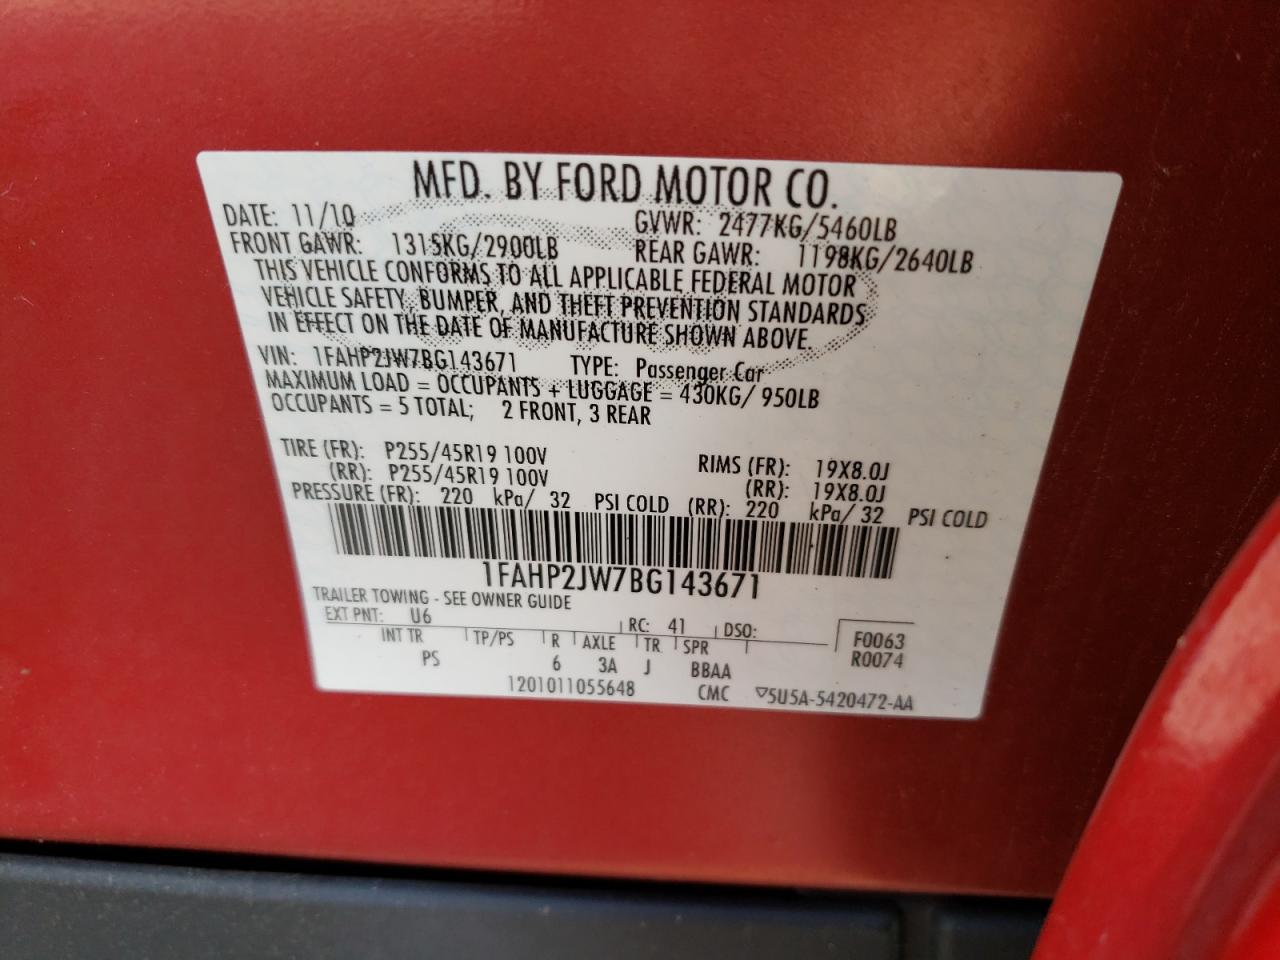 MFD. BY FORD MOTOR CO.
DATE: 11/10 GVWR: 2477KG/5460LB
FRONT GAWR: 1315KG/2900LB REAR GAWR: 1198KG/2640LB
THIS VEHICLE CONFORMS TO ALL APPLICABLE FEDERAL MOTOR
VEHICLE SAFETY, BUMPER, AND THEFT PREVENTION STANDARDS
IN EFFECT ON THE DATE OF MANUFACTURE SHOWN ABOVE.
VIN: 1FAHP2JW7BG143671 TYPE: Passenger Car
MAXIMUM LOAD = OCCUPANTS + LUGGAGE = 430KG/ 950LB
OCCUPANTS = 5 TOTAL; 2 FRONT, 3 REAR
TIRE (FR): P255/45R19 100V RIMS (FR): 19X8.0J
(RR): P255/45R19 100V (RR): 19X8.0J
PRESSURE (FR): 220 kPa/ 32 PSI COLD (RR): 220 kPa/ 32 PSI COLD
1FAHP2JW7BG143671
TRAILER TOWING - SEE OWNER GUIDE
EXT PNT: U6 RC: 41 DSO: F0063
INT TR TP/PS R AXLE TR SPR R0074
PS 6 3A J BBAA
1201011055648 CMC ▽5U5A-5420472-AA